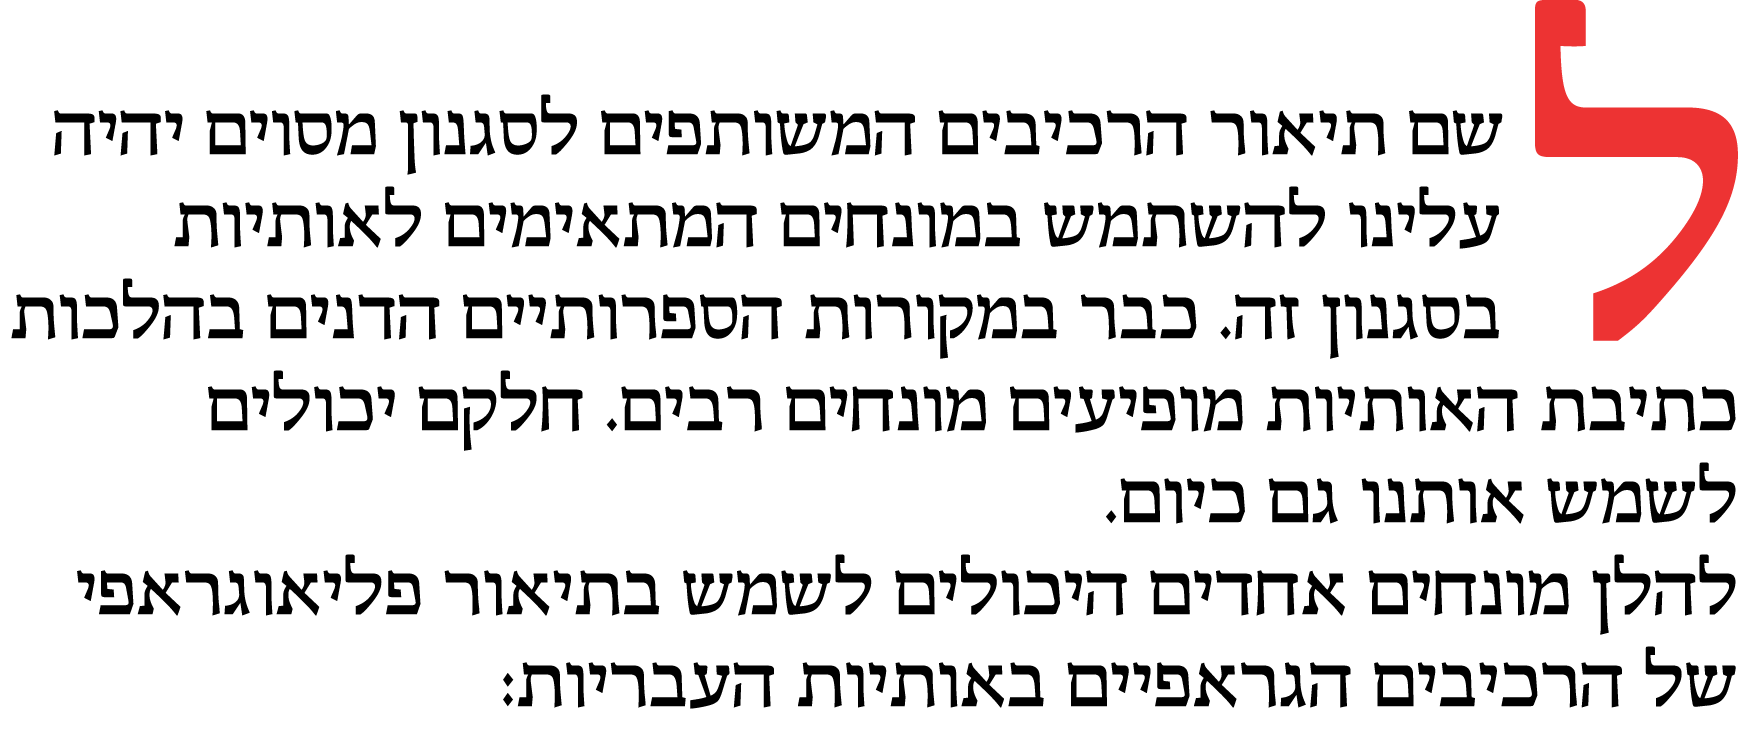 לשם תיאור הרכיבים המשותפים לסגנון מסוים יהיה
עלינו להשתמש במונחים המתאימים לאותיות
בסגנון זה. כבר במקורות הספרותיים הדנים בהלכות
כתיבת האותיות מופיעים מונחים רבים. חלקם יכולים
לשמש אותנו גם כיום.
להלן מונחים אחדים היכולים לשמש בתיאור פליאוגראפי
של הרכיבים הגראפיים באותיות העבריות: